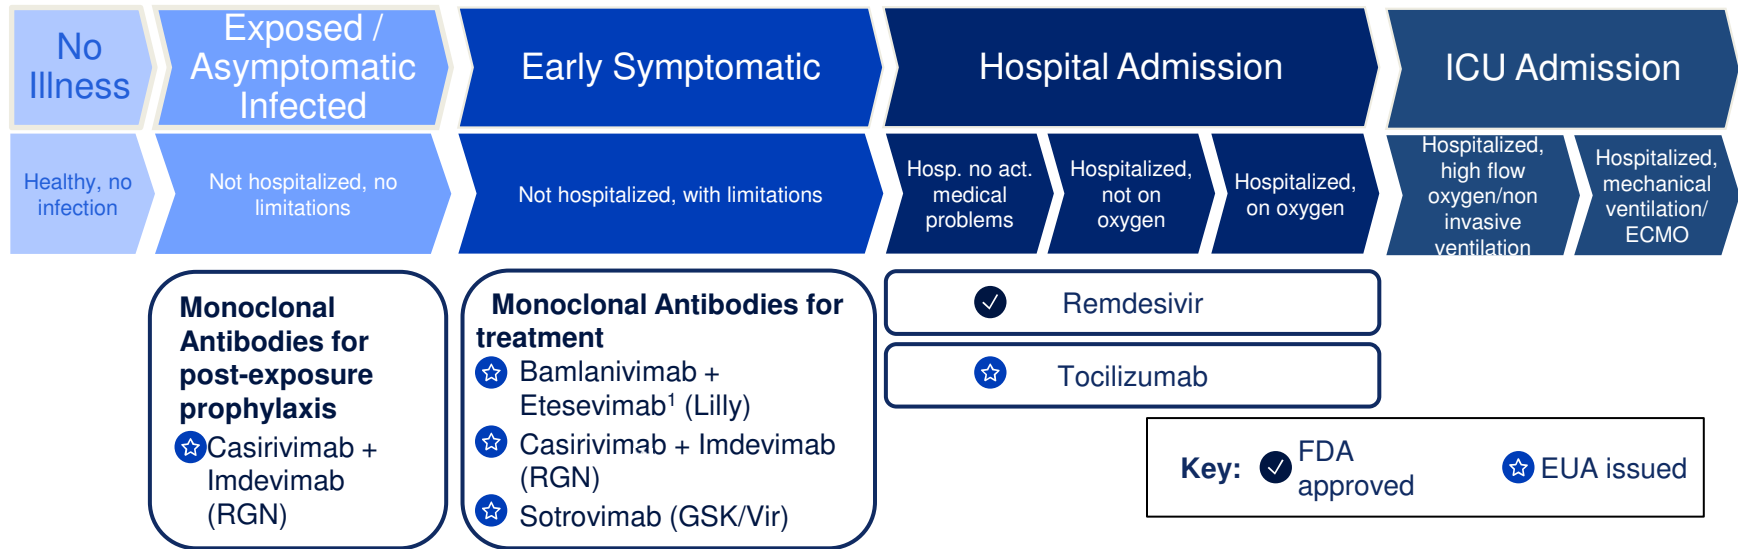 No
Illness
Exposed /
Asymptomatic
Infected
Early Symptomatic
Hospital Admission
ICU Admission
Healthy, no
infection
Not hospitalized, no
limitations
Not hospitalized, with limitations
Hosp. no act.
medical
problems
Hospitalized,
not on
oxygen
Hospitalized,
on oxygen
Hospitalized,
high flow
oxygen/non
invasive
ventilation
Hospitalized,
mechanical
ventilation/
ECMO
Monoclonal
Antibodies for
post-exposure
prophylaxis
Casirivimab +
Imdevimab
(RGN)
Monoclonal Antibodies for
treatment
Bamlanivimab +
Etesevimab¹ (Lilly)
Casirivimab + Imdevimab
(RGN)
Sotrovimab (GSK/Vir)
Remdesivir
Tocilizumab
Key:
FDA
approved
EUA issued